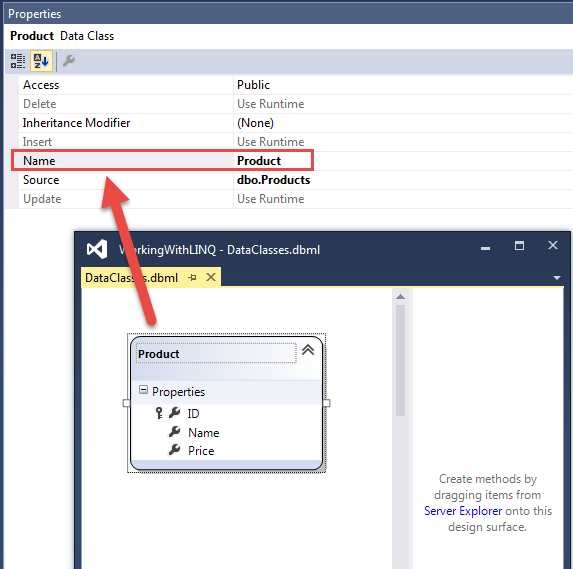 Properties
Product Data Class
Access Public
Delete Use Runtime
Inheritance Modifier (None)
Insert Use Runtime
Name Product
Source dbo.Products
Update Use Runtime
WorkingWithLINQ - DataClasses.dbml
DataClasses.dbml
Product
Properties
ID
Name
Price
Create methods by
dragging items from
Server Explorer onto this
design surface.